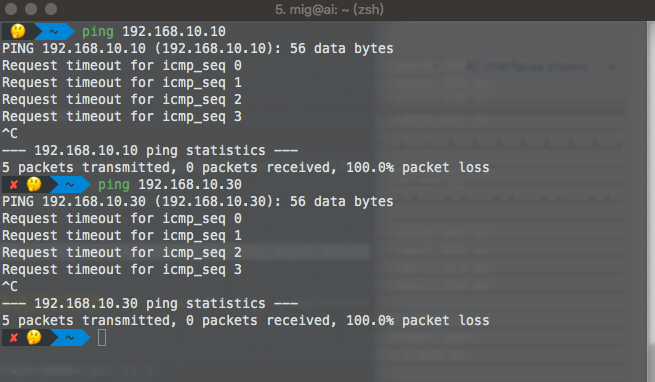 5. mig@ai: ~ (zsh)
🤔 ~ ping 192.168.10.10
PING 192.168.10.10 (192.168.10.10): 56 data bytes
Request timeout for icmp_seq 0
Request timeout for icmp_seq 1
Request timeout for icmp_seq 2
Request timeout for icmp_seq 3
^C
--- 192.168.10.10 ping statistics ---
5 packets transmitted, 0 packets received, 100.0% packet loss
✘ 🤔 ~ ping 192.168.10.30
PING 192.168.10.30 (192.168.10.30): 56 data bytes
Request timeout for icmp_seq 0
Request timeout for icmp_seq 1
Request timeout for icmp_seq 2
Request timeout for icmp_seq 3
^C
--- 192.168.10.30 ping statistics ---
5 packets transmitted, 0 packets received, 100.0% packet loss
✘ 🤔 ~